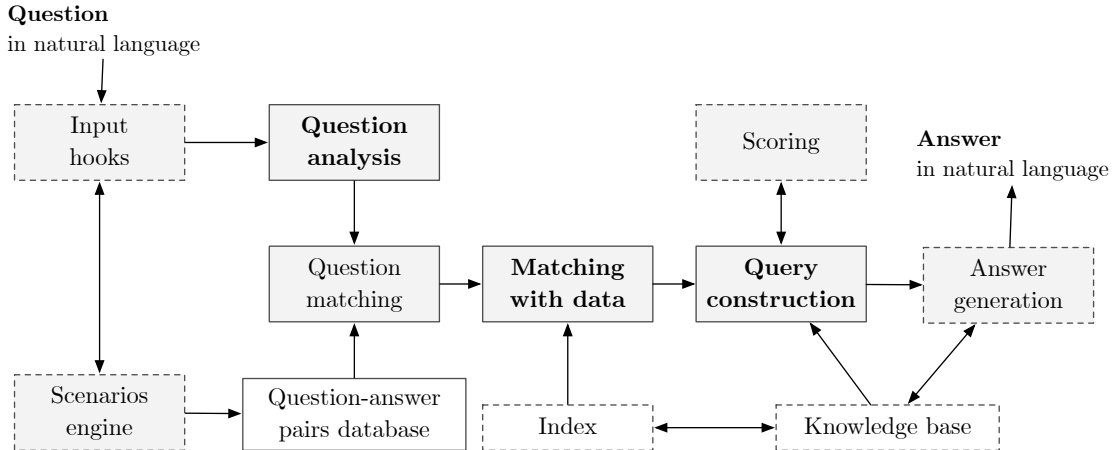 Question
in natural language
Input
hooks
Question
analysis
Scoring
Answer
in natural language
Question
matching
Matching
with data
Query
construction
Answer
generation
Scenarios
engine
Question-answer
pairs database
Index
Knowledge base